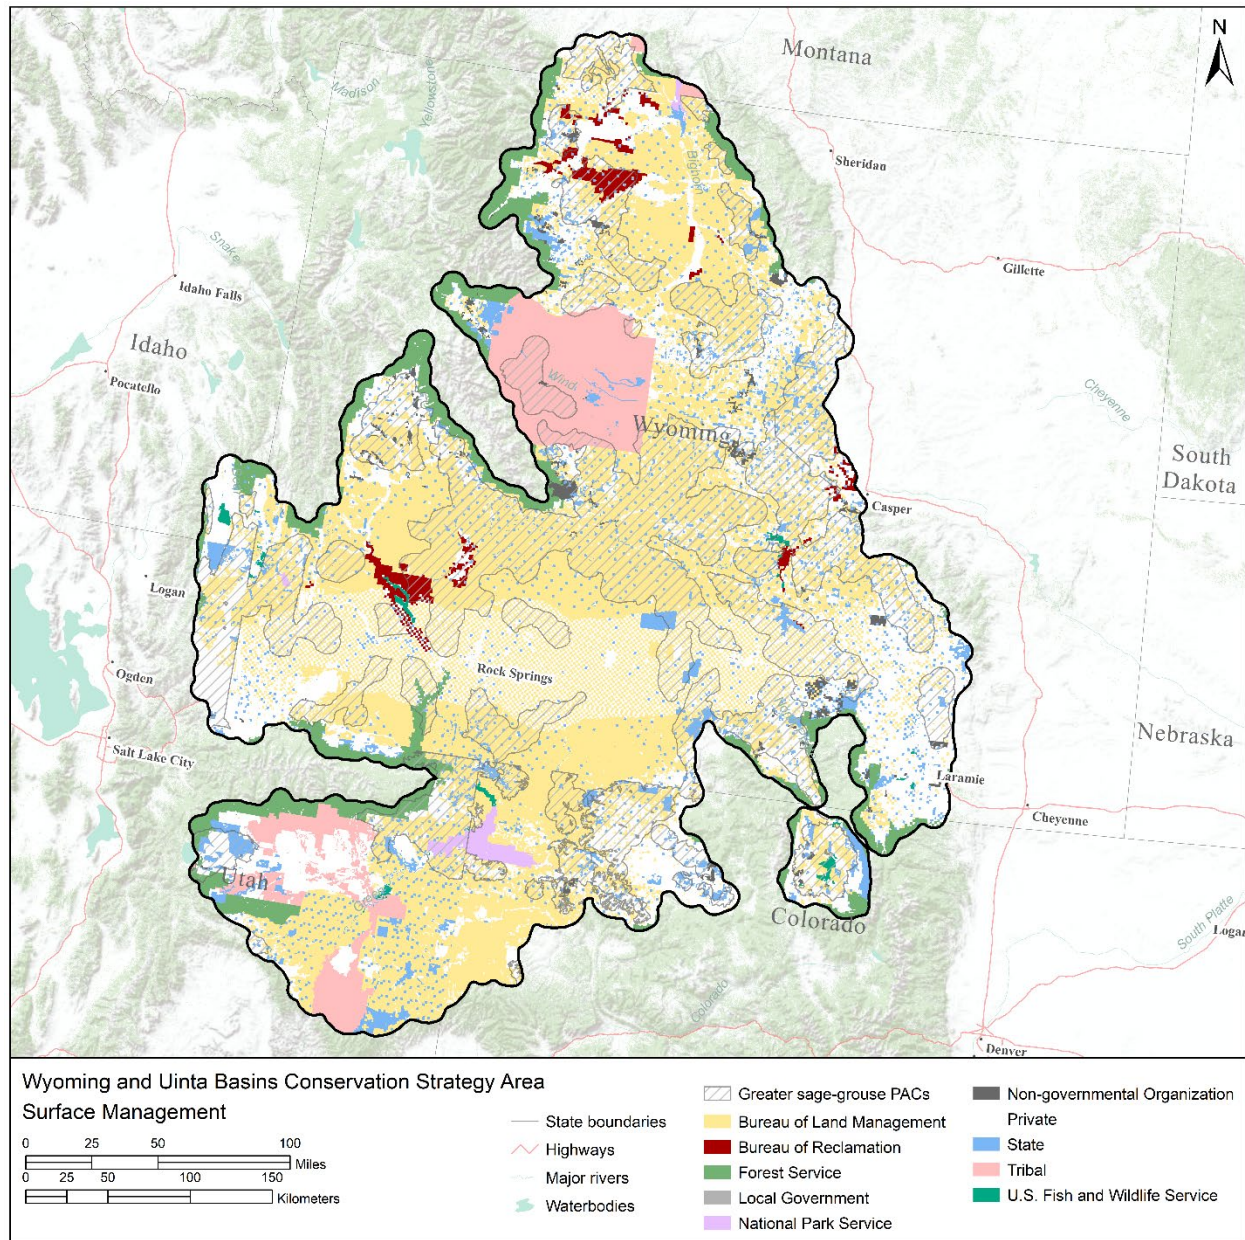 N
Montana
Madison
Yellowstone
Bighorn
Sheridan
Snake
Gillette
Idaho Falls
Idaho
Pocatello
Wind
Cheyenne
Wyoming
South
Dakota
Casper
Logan
Rock Springs
Ogden
Nebraska
Salt Lake City
Laramie
Cheyenne
Utah
Colorado
South Platte
Logan
Colorado
Denver
Wyoming and Uinta Basins Conservation Strategy Area
Surface Management
0 25 50 100
Miles
0 25 50 100 150
Kilometers
State boundaries
Highways
Major rivers
Waterbodies
Greater sage-grouse PACs
Bureau of Land Management
Bureau of Reclamation
Forest Service
Local Government
National Park Service
Non-governmental Organization
Private
State
Tribal
U.S. Fish and Wildlife Service